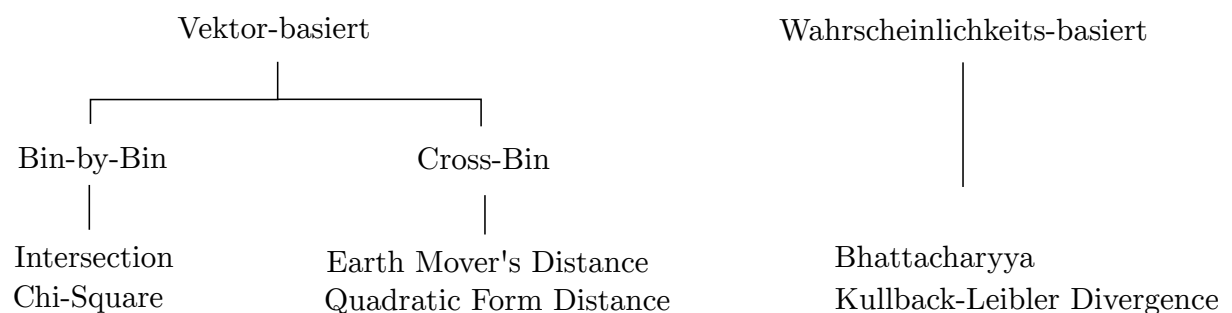 Vektor-basiert
Wahrscheinlichkeits-basiert
Bin-by-Bin
Cross-Bin
Intersection
Chi-Square
Earth Mover's Distance
Quadratic Form Distance
Bhattacharyya
Kullback-Leibler Divergence